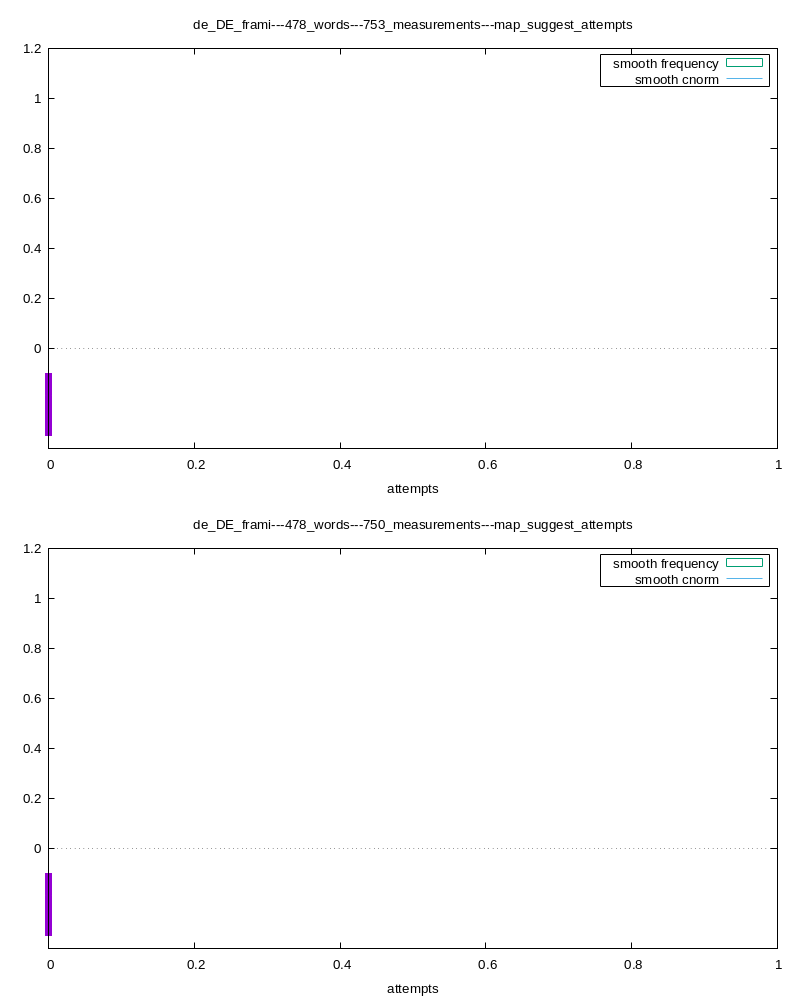 de_DE_frami---478_words---753_measurements---map_suggest_attempts
1.2
smooth frequency
smooth cnorm
1
0.8
0.6
0.4
0.2
0
0 0.2 0.4 0.6 0.8 1
attempts
de_DE_frami---478_words---750_measurements---map_suggest_attempts
1.2
smooth frequency
smooth cnorm
1
0.8
0.6
0.4
0.2
0
0 0.2 0.4 0.6 0.8 1
attempts